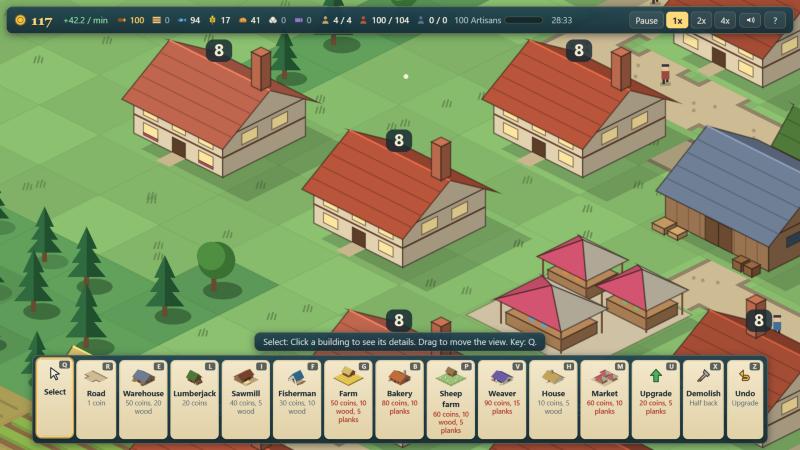 117 +42.2 / min 100 0 94 17 41 0 0 4 / 4 100 / 104 0 / 0 100 Artisans 28:33 Pause 1x 2x 4x ?
8
8
8
8
8
Select: Click a building to see its details. Drag to move the view. Key: Q.
Q
Select
R
Road
1 coin
E
Warehouse
50 coins, 20
wood
L
Lumberjack
20 coins
I
Sawmill
40 coins, 5
wood
F
Fisherman
30 coins, 10
wood
G
Farm
50 coins, 10
wood, 5
planks
B
Bakery
80 coins, 10
planks
P
Sheep
farm
60 coins, 10
wood, 5
planks
V
Weaver
90 coins, 15
planks
H
House
10 coins, 5
wood
M
Market
60 coins, 10
planks
U
Upgrade
20 coins, 5
planks
X
Demolish
Half back
Z
Undo
Upgrade